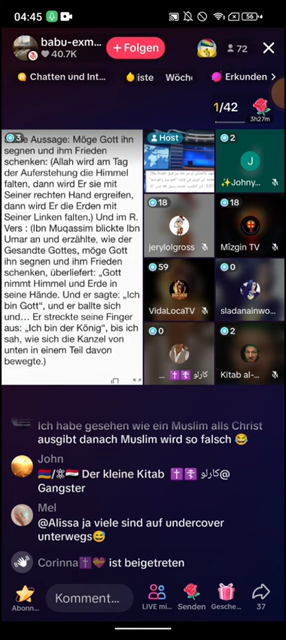 04:45
56
babu-exm...
40.7K
+ Folgen
72
Chatten und Int...
iste
Woche
Erkunden >
1/42
3h27m
3
e Aussage: Möge Gott ihn
segnen und ihm Frieden
schenken: (Allah wird am Tag
der Auferstehung die Himmel
falten, dann wird Er sie mit
Seiner rechten Hand ergreifen,
dann wird Er die Erden mit
Seiner Linken falten.) Und im R.
Vers : (Ibn Muqassim blickte Ibn
Umar an und erzählte, wie der
Gesandte Gottes, möge Gott
ihn segnen und ihm Frieden
schenken, überliefert: „Gott
nimmt Himmel und Erde in
seine Hände. Und er sagte: „Ich
bin Gott“, und er ballte sich
und… Er streckte seine Finger
aus: „Ich bin der König“, bis ich
sah, wie sich die Kanzel von
unten in einem Teil davon
bewegte.)
Host
2
J
✨Johny...
18
jerylolgross
18
Mîzgin TV
59
VidaLocaTV
0
sladanainwo...
0
كارلو ✝️☦️
2
Kitab al-...
Ich habe gesehen wie ein Muslim alls Christ
ausgibt danach Muslim wird so falsch 😂
John
Der kleine Kitab ✝️☦️ كارلو@
Gangster
Mel
@Alissa ja viele sind auf undercover
unterwegs😅
Corinna✝️❤️ ist beigetreten
Abonn...
Komment...
LIVE mi...
Senden
Gesche...
37